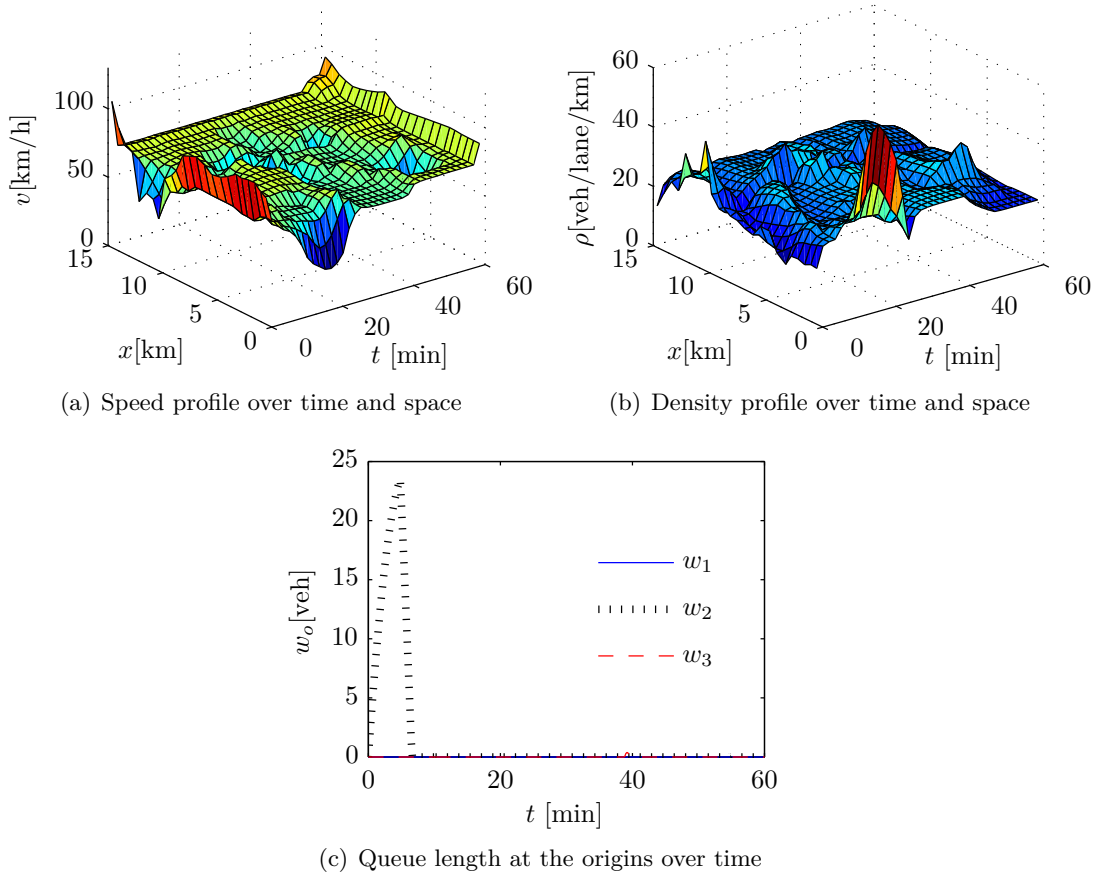 100
50
0
v[km/h]
15
10
5
0
x[km]
0
20
40
60
t [min]
(a) Speed profile over time and space
60
40
20
0
ρ[veh/lane/km]
15
10
5
0
x[km]
0
20
40
60
t [min]
(b) Density profile over time and space
25
20
15
10
5
0
w_o[veh]
w_1
w_2
w_3
0
20
40
60
t [min]
(c) Queue length at the origins over time